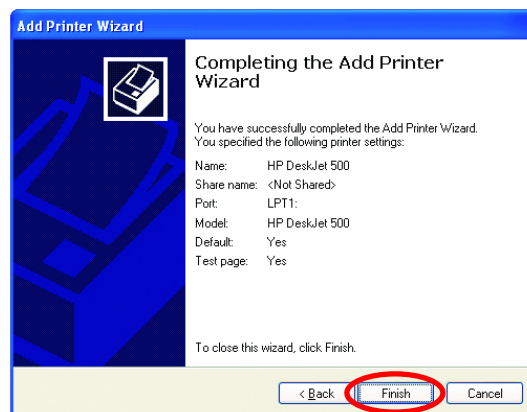 Add Printer Wizard
Completing the Add Printer
Wizard
You have successfully completed the Add Printer Wizard.
You specified the following printer settings:
Name: HP DeskJet 500
Share name: <Not Shared>
Port: LPT1:
Model: HP DeskJet 500
Default: Yes
Test page: Yes
To close this wizard, click Finish.
< Back Finish Cancel